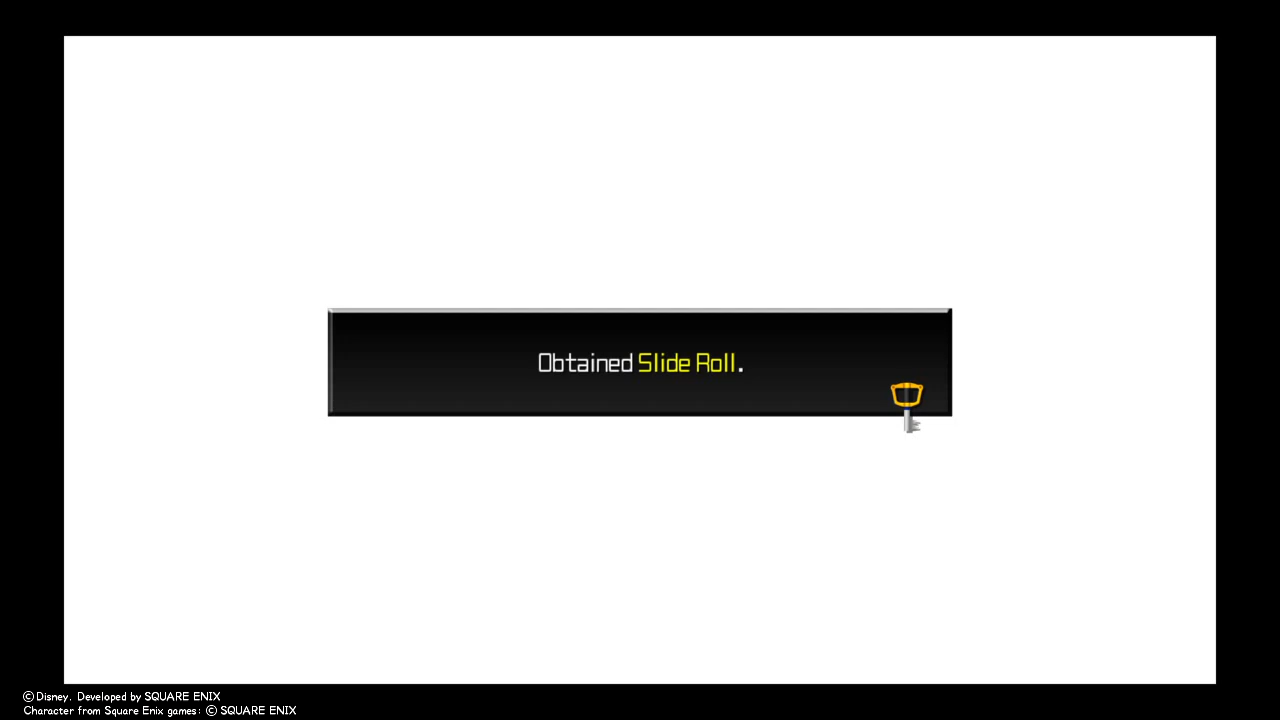 Obtained Slide Roll.
© Disney. Developed by SQUARE ENIX
Character from Square Enix games: © SQUARE ENIX